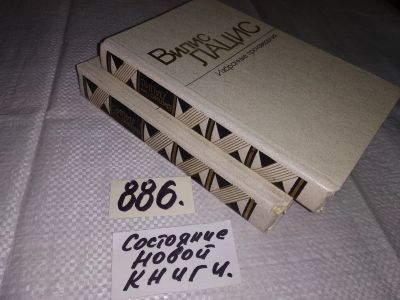 Вилис
ЛАЦИС
Избранные произведения
886.
Состояние
Новой
КНИГИ.